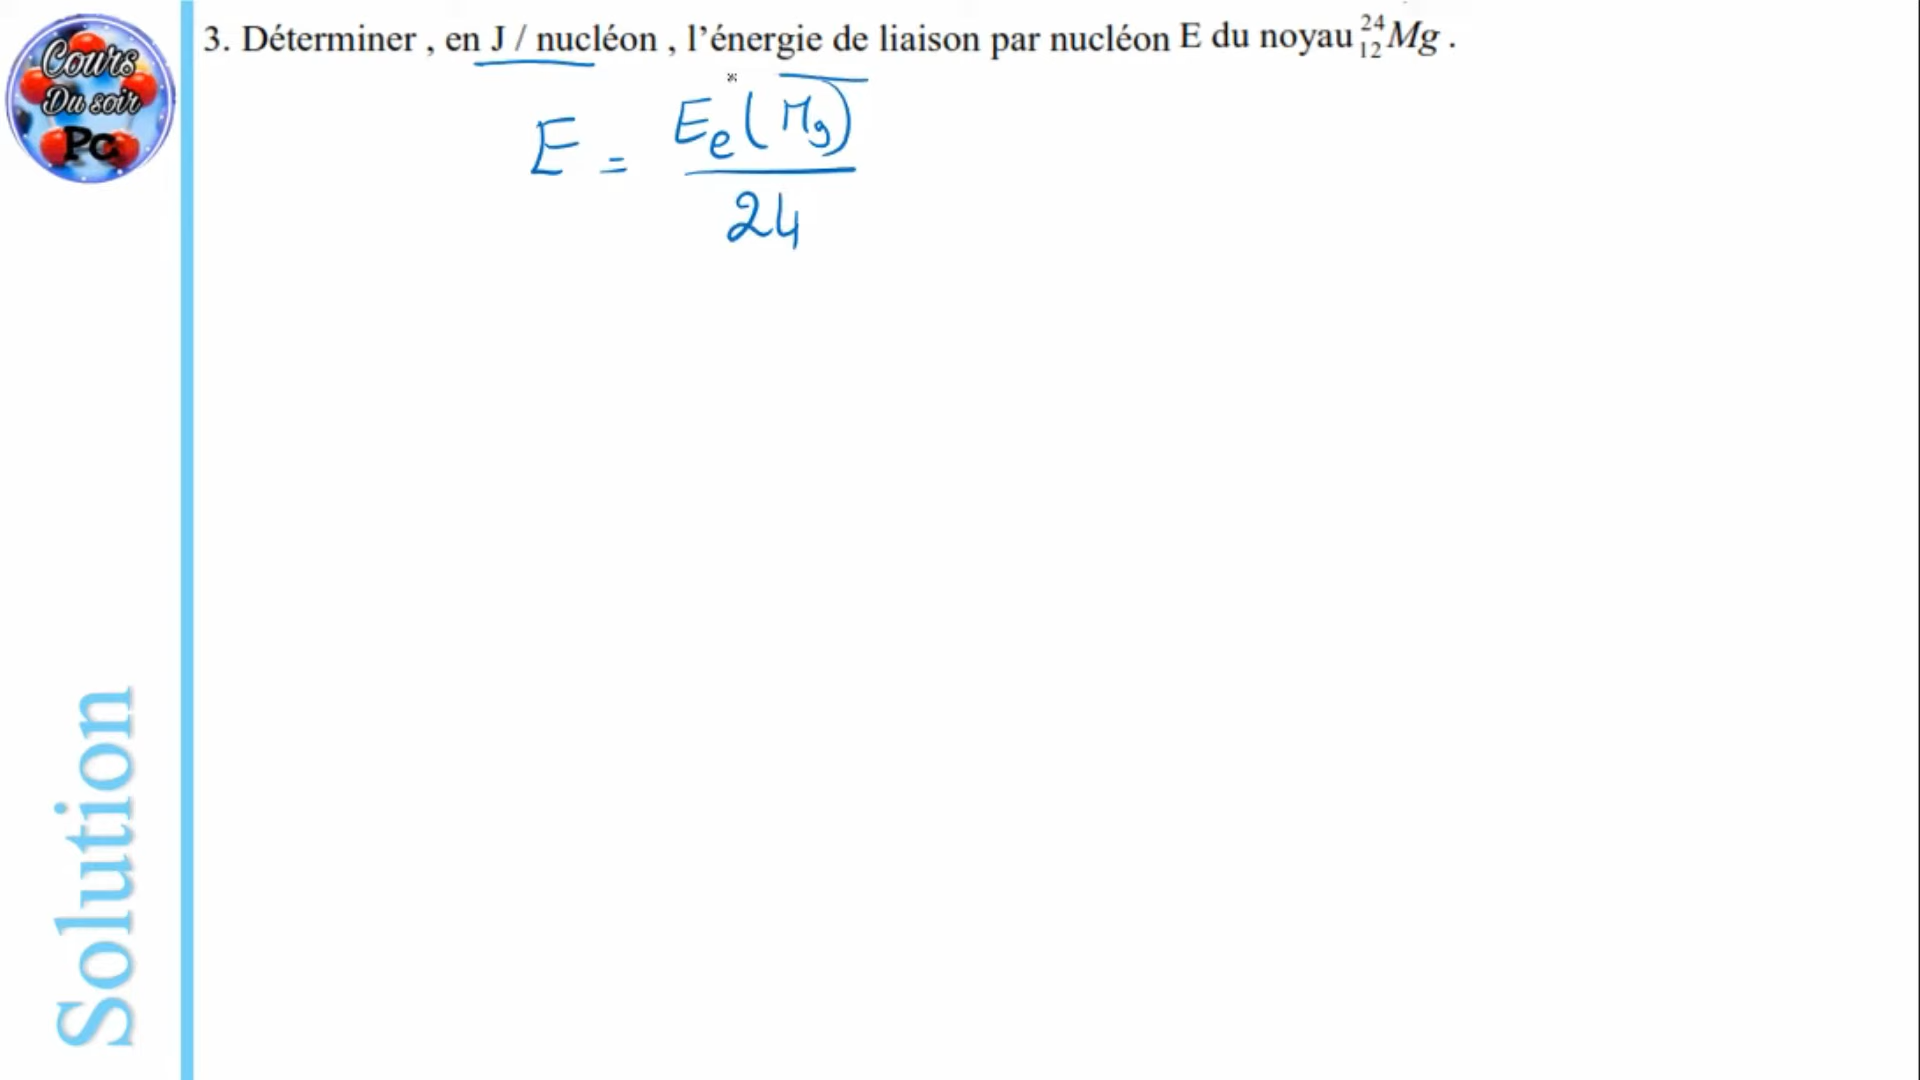 Cours
Du soir
Pc
3. Déterminer , en J / nucléon , l’énergie de liaison par nucléon E du noyau ²⁴₁₂Mg .
E = Eℓ(Mg) / 24
Solution